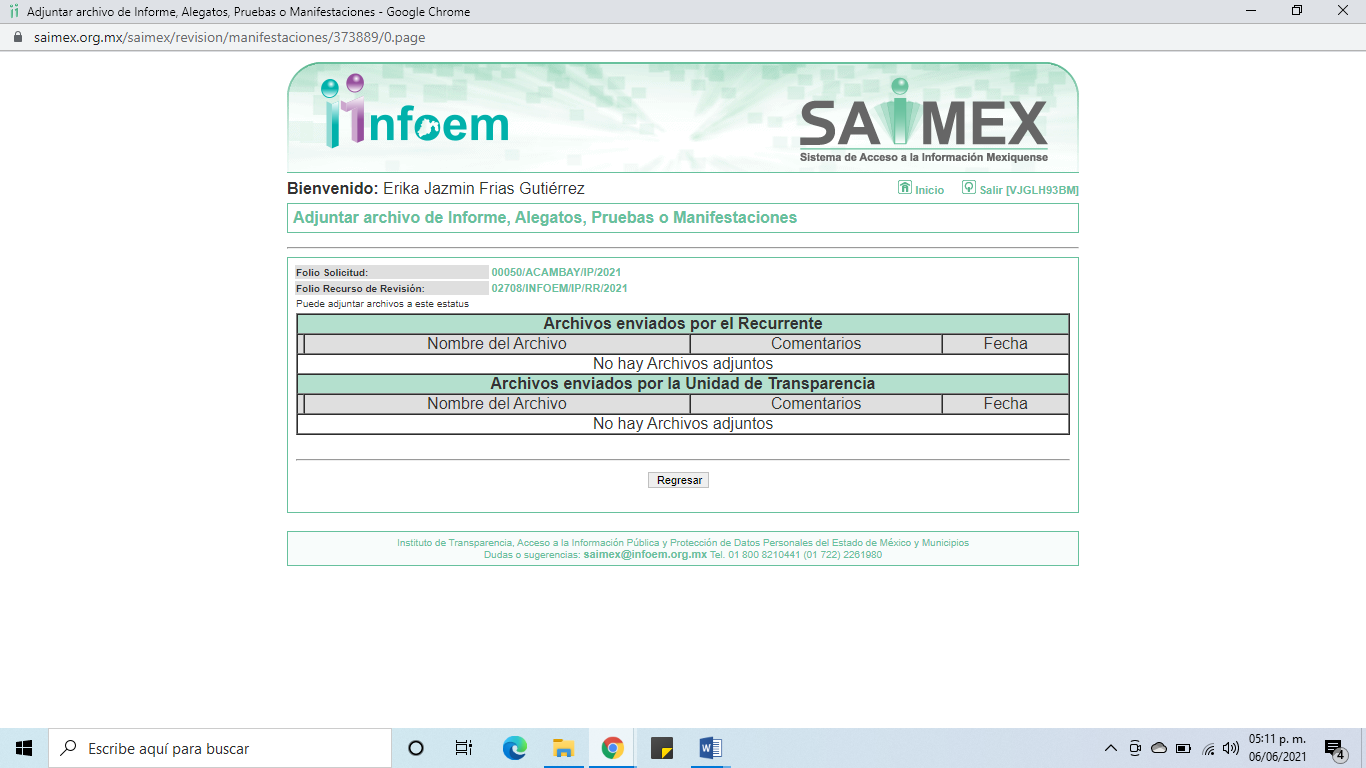 Adjuntar archivo de Informe, Alegatos, Pruebas o Manifestaciones - Google Chrome
saimex.org.mx/saimex/revision/manifestaciones/373889/0.page
infoem
SAIMEX
Sistema de Acceso a la Información Mexiquense
Bienvenido: Erika Jazmin Frias Gutiérrez Inicio Salir [VJGLH93BM]
Adjuntar archivo de Informe, Alegatos, Pruebas o Manifestaciones
Folio Solicitud: 00050/ACAMBAY/IP/2021
Folio Recurso de Revisión: 02708/INFOEM/IP/RR/2021
Puede adjuntar archivos a este estatus
Archivos enviados por el Recurrente
Nombre del Archivo Comentarios Fecha
No hay Archivos adjuntos
Archivos enviados por la Unidad de Transparencia
Nombre del Archivo Comentarios Fecha
No hay Archivos adjuntos
Regresar
Instituto de Transparencia, Acceso a la Información Pública y Protección de Datos Personales del Estado de México y Municipios
Dudas o sugerencias: saimex@infoem.org.mx Tel. 01 800 8210441 (01 722) 2261980
Escribe aquí para buscar
05:11 p. m.
06/06/2021
4